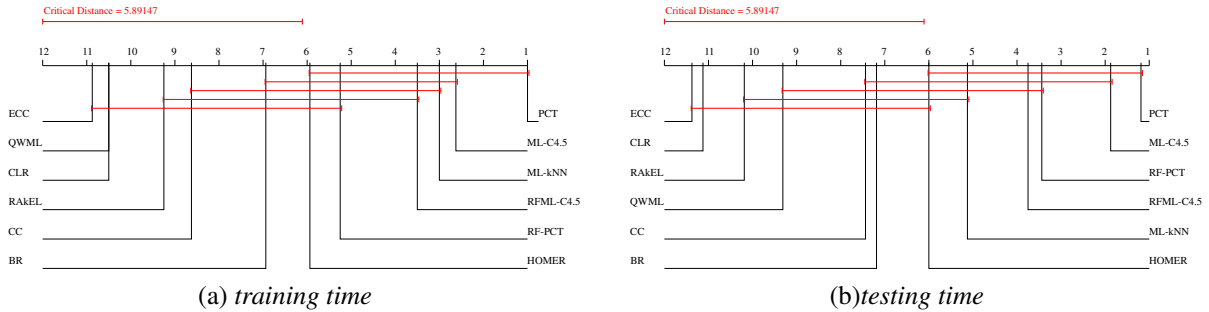 Critical Distance = 5.89147
12 11 10 9 8 7 6 5 4 3 2 1
ECC PCT
QWML ML-C4.5
CLR ML-kNN
RAkEL RFML-C4.5
CC RF-PCT
BR HOMER
(a) training time
Critical Distance = 5.89147
12 11 10 9 8 7 6 5 4 3 2 1
ECC PCT
CLR ML-C4.5
RAkEL RF-PCT
QWML RFML-C4.5
CC ML-kNN
BR HOMER
(b)testing time